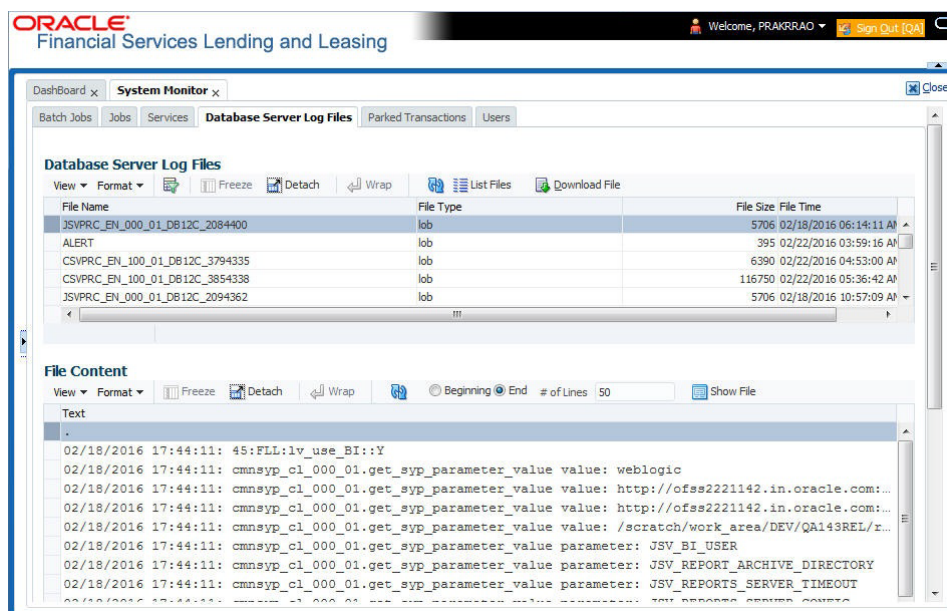 ORACLE®
Financial Services Lending and Leasing
Welcome, PRAKRRAO
Sign Out [QA]
DashBoard x System Monitor x
Close
Batch Jobs Jobs Services Database Server Log Files Parked Transactions Users
Database Server Log Files
View Format Freeze Detach Wrap List Files Download File
File Name File Type File Size File Time
JSVPRC_EN_000_01_DB12C_2084400 lob 5706 02/18/2016 06:14:11 AM
ALERT lob 395 02/22/2016 03:59:16 AM
CSVPRC_EN_100_01_DB12C_3794335 lob 6390 02/22/2016 04:53:00 AM
CSVPRC_EN_100_01_DB12C_3854338 lob 116750 02/22/2016 05:36:42 AM
JSVPRC_EN_000_01_DB12C_2094362 lob 5706 02/18/2016 10:57:09 AM
File Content
View Format Freeze Detach Wrap Beginning End # of Lines 50 Show File
Text
.
02/18/2016 17:44:11: 45:FLL:lv_use_BI::Y
02/18/2016 17:44:11: cmnsyp_cl_000_01.get_syp_parameter_value value: weblogic
02/18/2016 17:44:11: cmnsyp_cl_000_01.get_syp_parameter_value value: http://ofss2221142.in.oracle.com:...
02/18/2016 17:44:11: cmnsyp_cl_000_01.get_syp_parameter_value value: http://ofss2221142.in.oracle.com:...
02/18/2016 17:44:11: cmnsyp_cl_000_01.get_syp_parameter_value value: /scratch/work_area/DEV/QA143REL/r...
02/18/2016 17:44:11: cmnsyp_cl_000_01.get_syp_parameter_value parameter: JSV_BI_USER
02/18/2016 17:44:11: cmnsyp_cl_000_01.get_syp_parameter_value parameter: JSV_REPORT_ARCHIVE_DIRECTORY
02/18/2016 17:44:11: cmnsyp_cl_000_01.get_syp_parameter_value parameter: JSV_REPORTS_SERVER_TIMEOUT